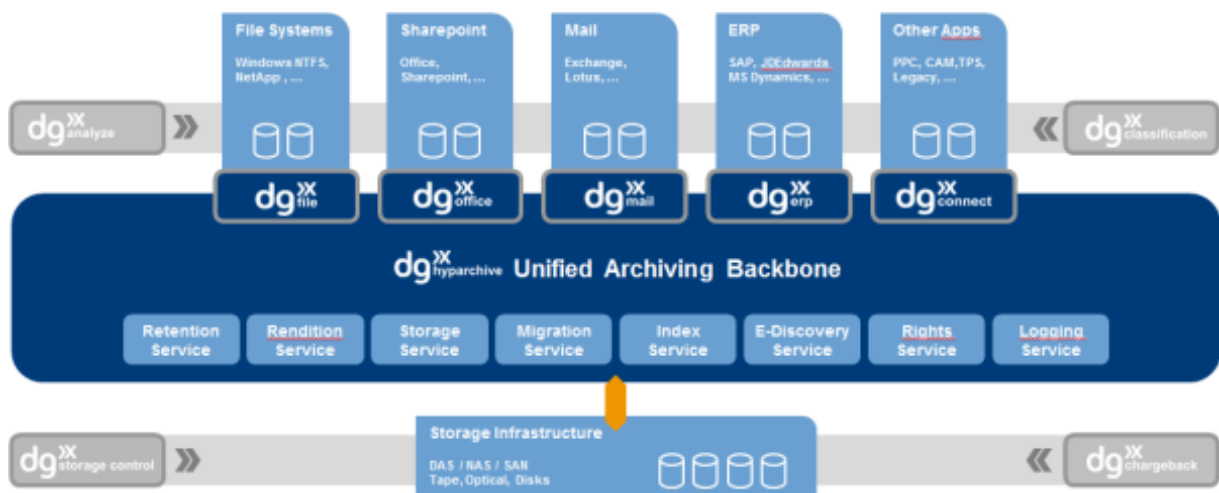 File Systems
Windows NTFS,
NetApp , ...
Sharepoint
Office,
Sharepoint, ...
Mail
Exchange,
Lotus, ...
ERP
SAP, JDEdwards
MS Dynamics, ...
Other Apps
PPC, CAM,TPS,
Legacy, ...
dg analyze
dg classification
dg file
dg office
dg mail
dg erp
dg connect
dg hyparchive Unified Archiving Backbone
Retention
Service
Rendition
Service
Storage
Service
Migration
Service
Index
Service
E-Discovery
Service
Rights
Service
Logging
Service
Storage Infrastructure
DAS / NAS / SAN
Tape, Optical, Disks
dg storage control
dg chargeback